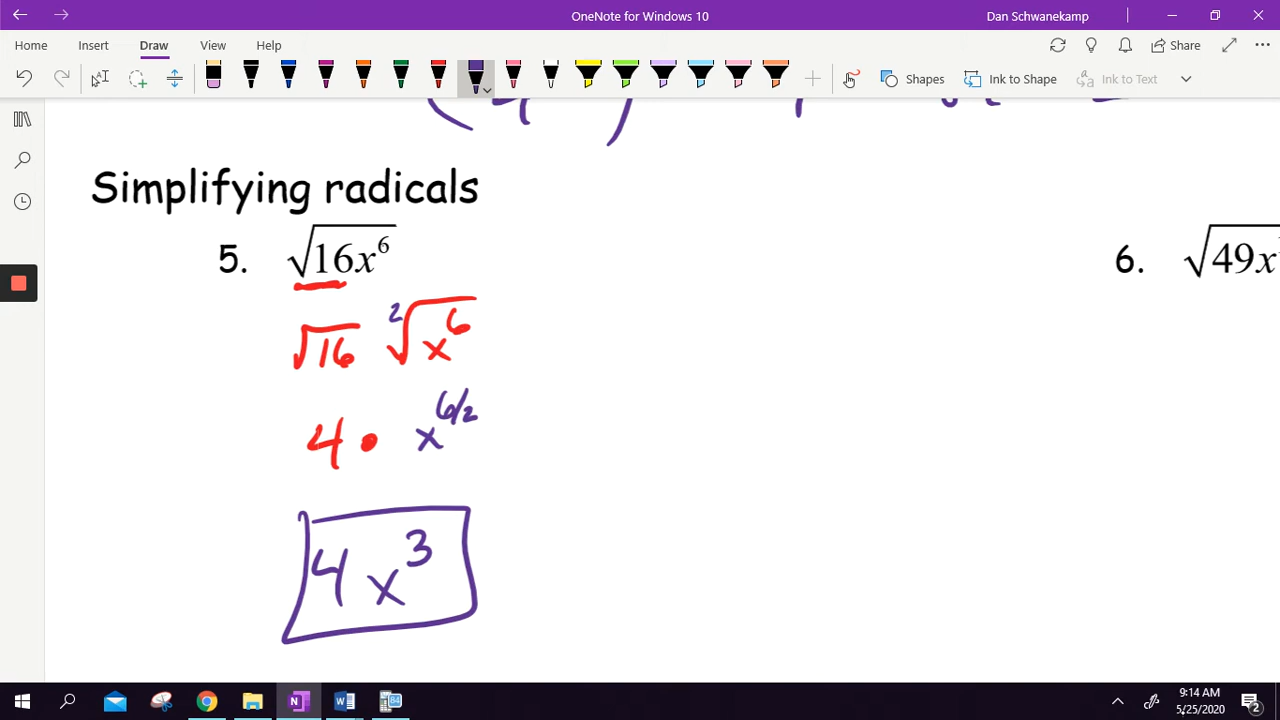 OneNote for Windows 10
Dan Schwanekamp
Home Insert Draw View Help
Share
Shapes Ink to Shape Ink to Text
Simplifying radicals
5. √16x⁶
6. √49x
√16 ²√x⁶
4 • x^6/2
4x³
9:14 AM
5/25/2020
2